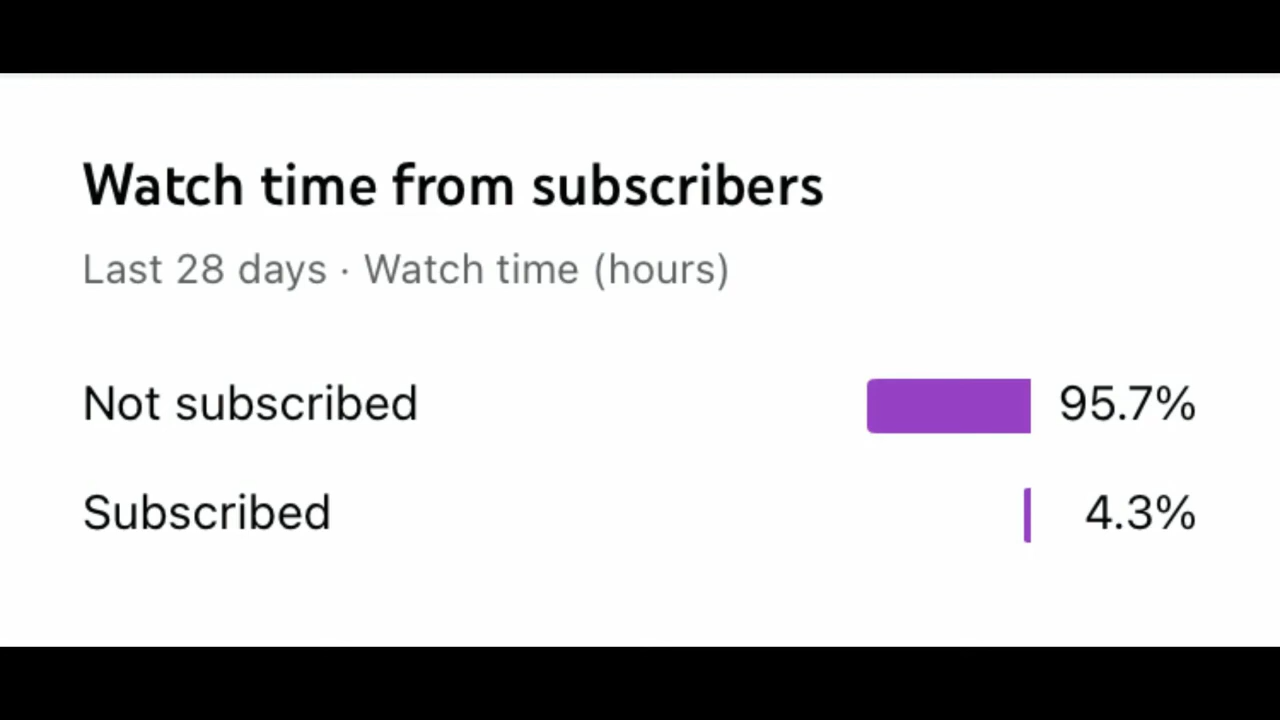 Watch time from subscribers
Last 28 days · Watch time (hours)
Not subscribed 95.7%
Subscribed 4.3%